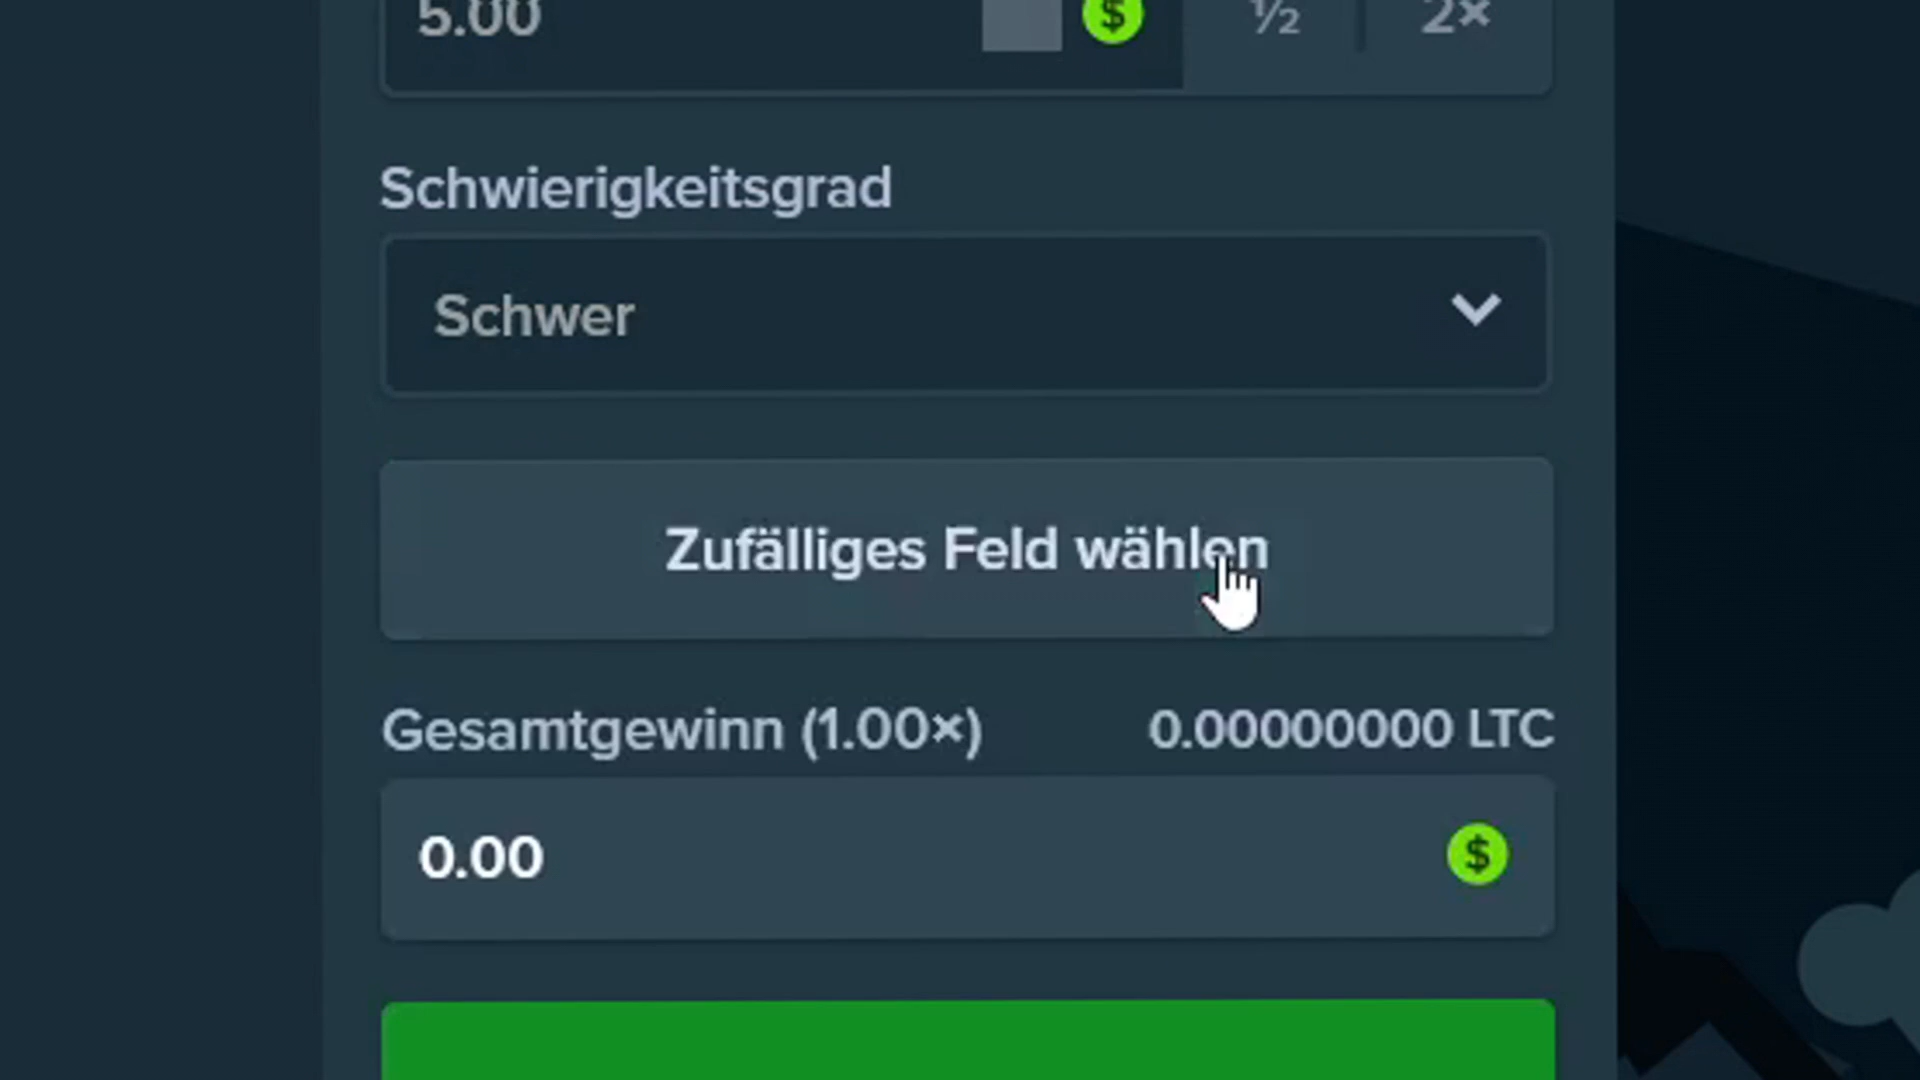 5.00 $ ½ 2×
Schwierigkeitsgrad
Schwer
Zufälliges Feld wählen
Gesamtgewinn (1.00×) 0.00000000 LTC
0.00 $